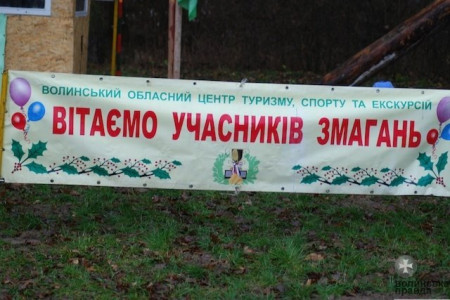 ВОЛИНСЬКИЙ ОБЛАСНИЙ ЦЕНТР ТУРИЗМУ, СПОРТУ ТА ЕКСКУРСІЙ
ВІТАЄМО УЧАСНИКІВ ЗМАГАНЬ